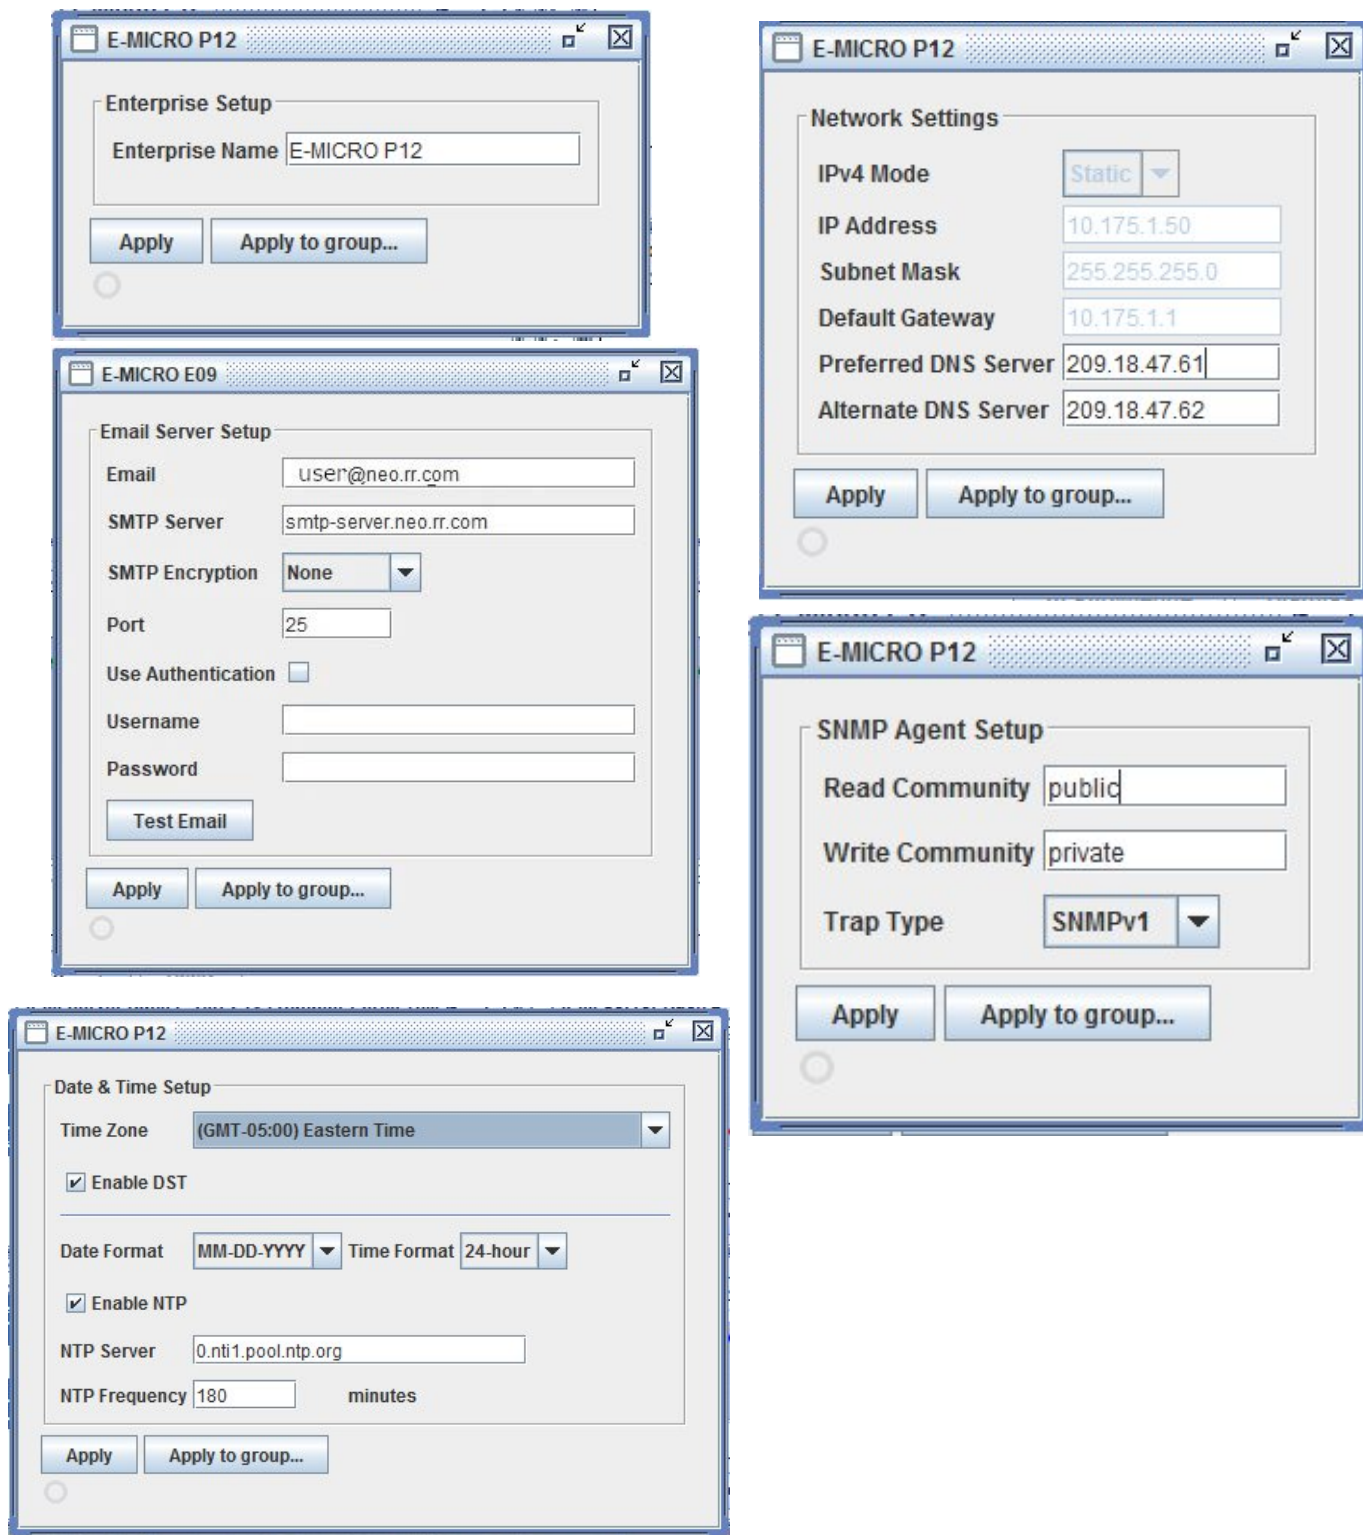 E-MICRO P12
Enterprise Setup
Enterprise Name E-MICRO P12
Apply Apply to group...
E-MICRO E09
Email Server Setup
Email user@neo.rr.com
SMTP Server smtp-server.neo.rr.com
SMTP Encryption None
Port 25
Use Authentication
Username
Password
Test Email
Apply Apply to group...
E-MICRO P12
Date & Time Setup
Time Zone (GMT-05:00) Eastern Time
Enable DST
Date Format MM-DD-YYYY Time Format 24-hour
Enable NTP
NTP Server 0.nti1.pool.ntp.org
NTP Frequency 180 minutes
Apply Apply to group...
E-MICRO P12
Network Settings
IPv4 Mode Static
IP Address 10.175.1.50
Subnet Mask 255.255.255.0
Default Gateway 10.175.1.1
Preferred DNS Server 209.18.47.61
Alternate DNS Server 209.18.47.62
Apply Apply to group...
E-MICRO P12
SNMP Agent Setup
Read Community public
Write Community private
Trap Type SNMPv1
Apply Apply to group...